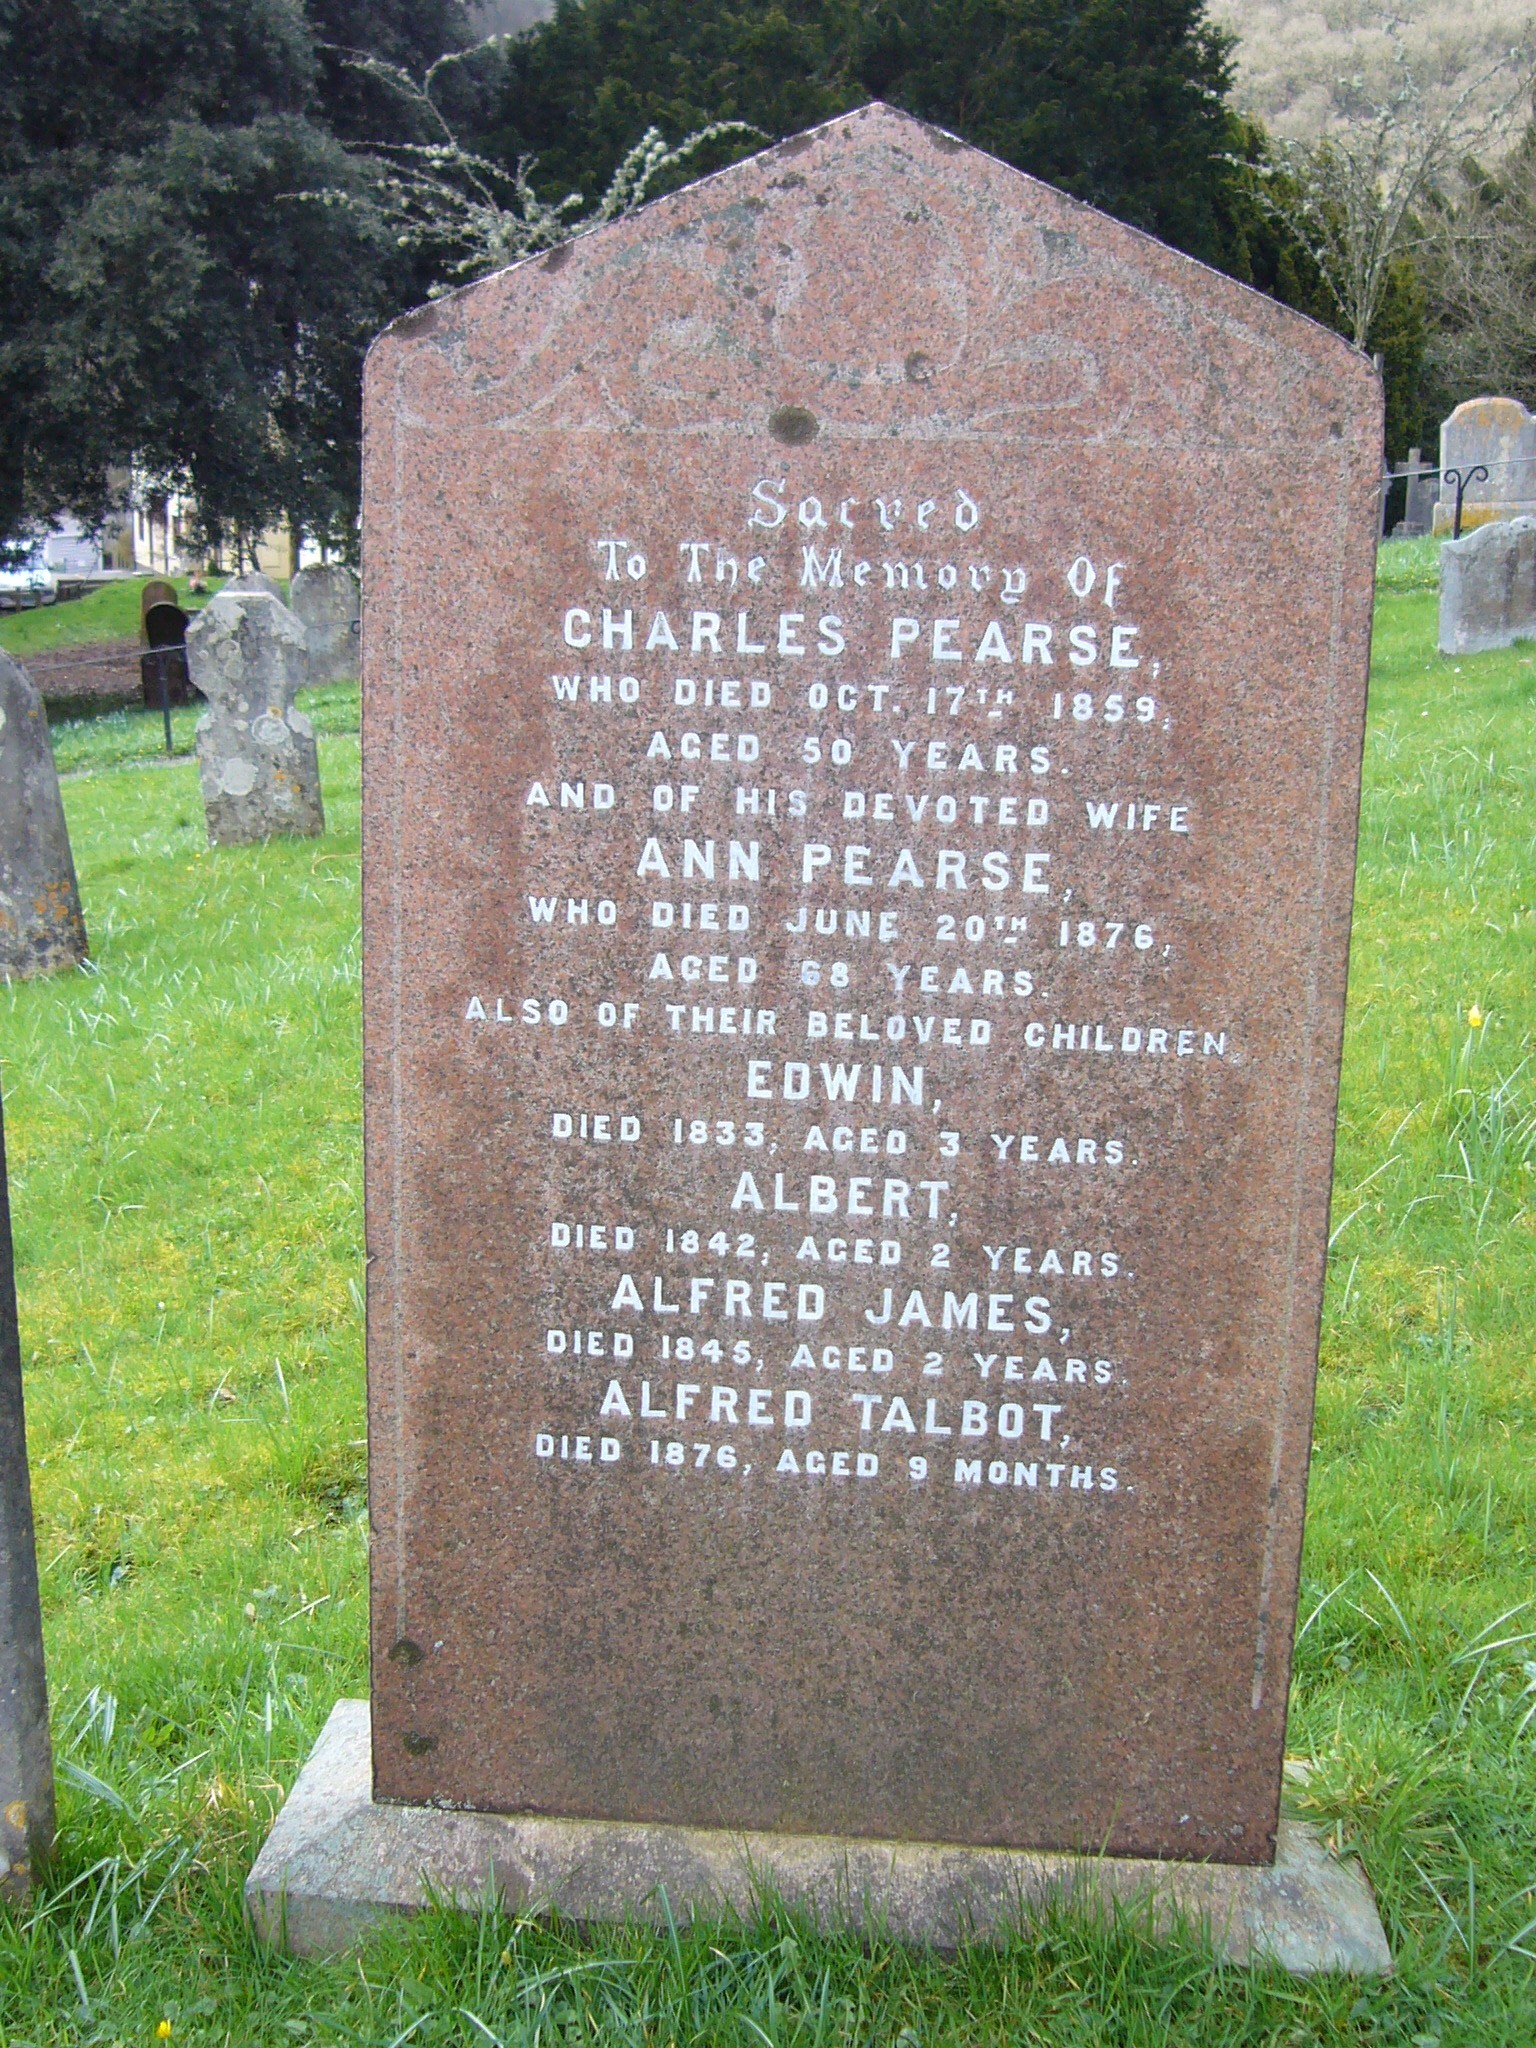 Sacred
To The Memory Of
CHARLES PEARSE,
WHO DIED OCT. 17TH 1859,
AGED 50 YEARS.
AND OF HIS DEVOTED WIFE
ANN PEARSE,
WHO DIED JUNE 20TH 1876,
AGED 68 YEARS.
ALSO OF THEIR BELOVED CHILDREN.
EDWIN,
DIED 1833, AGED 3 YEARS.
ALBERT,
DIED 1842, AGED 2 YEARS.
ALFRED JAMES,
DIED 1845, AGED 2 YEARS.
ALFRED TALBOT,
DIED 1876, AGED 9 MONTHS.